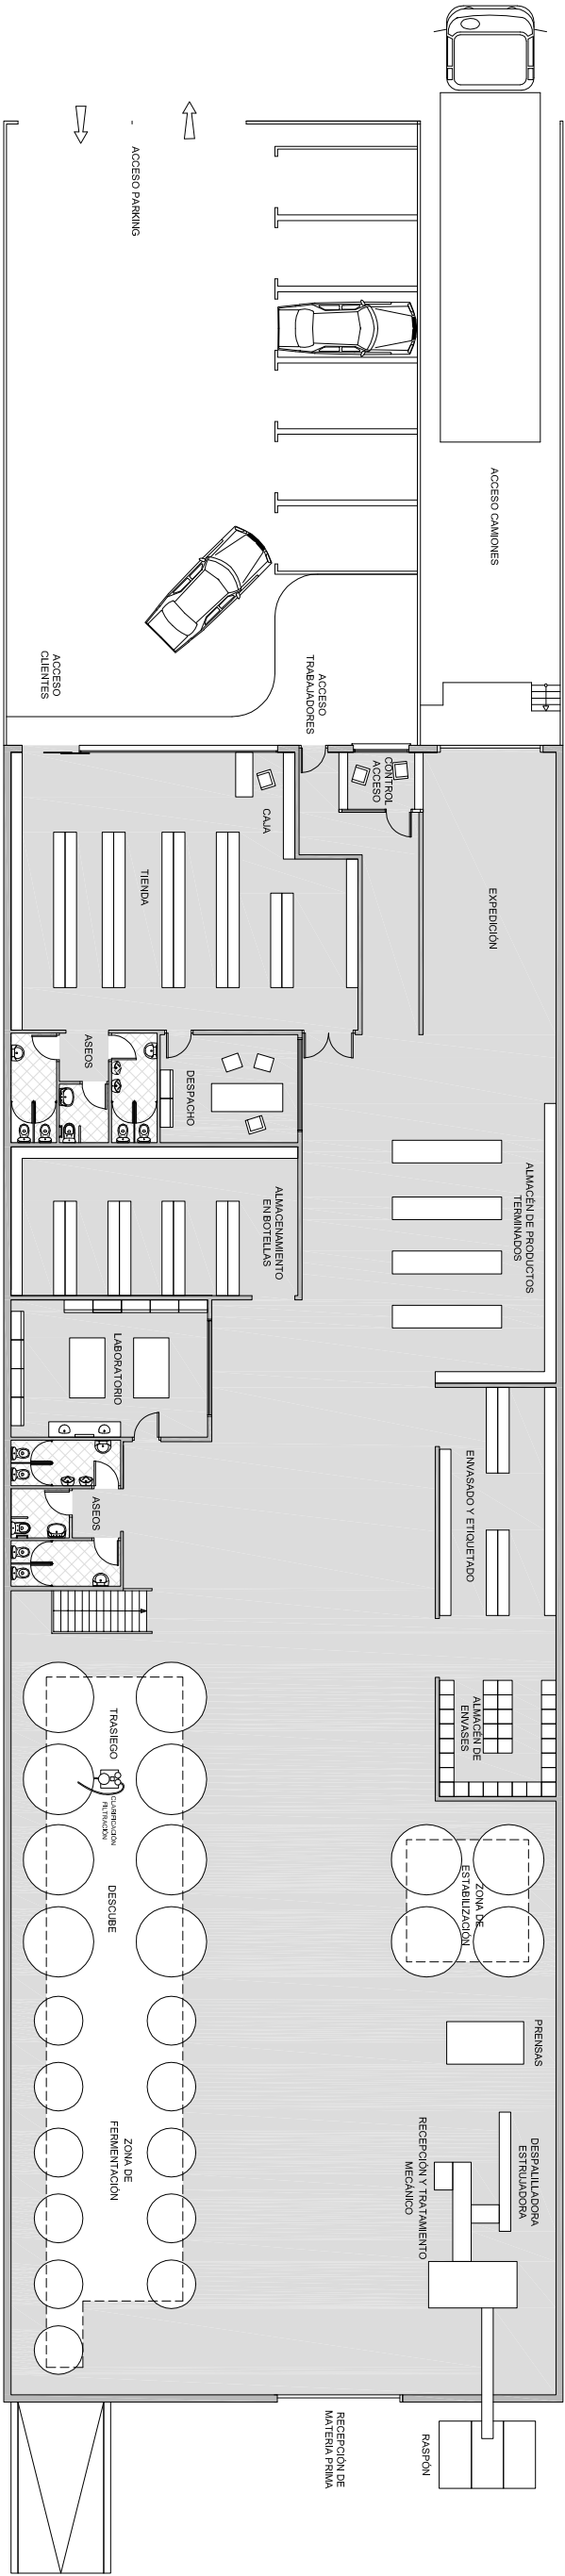 ACCESO PARKING
ACCESO CAMIONES
ACCESO
CLIENTES
ACCESO
TRABAJADORES
CONTROL
ACCESO
CAJA
TIENDA
EXPEDICIÓN
ASEOS
DESPACHO
ALMACÉN DE PRODUCTOS
TERMINADOS
ALMACENAMIENTO
EN BOTELLAS
LABORATORIO
ENVASADO Y ETIQUETADO
ASEOS
ALMACÉN DE
ENVASES
TRASIEGO
CLARIFICACIÓN
FILTRACIÓN
DESCUBE
ZONA DE
ESTABILIZACIÓN
PRENSAS
ZONA DE
FERMENTACIÓN
DESPALILLADORA
ESTRUJADORA
RECEPCIÓN Y TRATAMIENTO
MECÁNICO
RECEPCIÓN DE
MATERIA PRIMA
RASPÓN